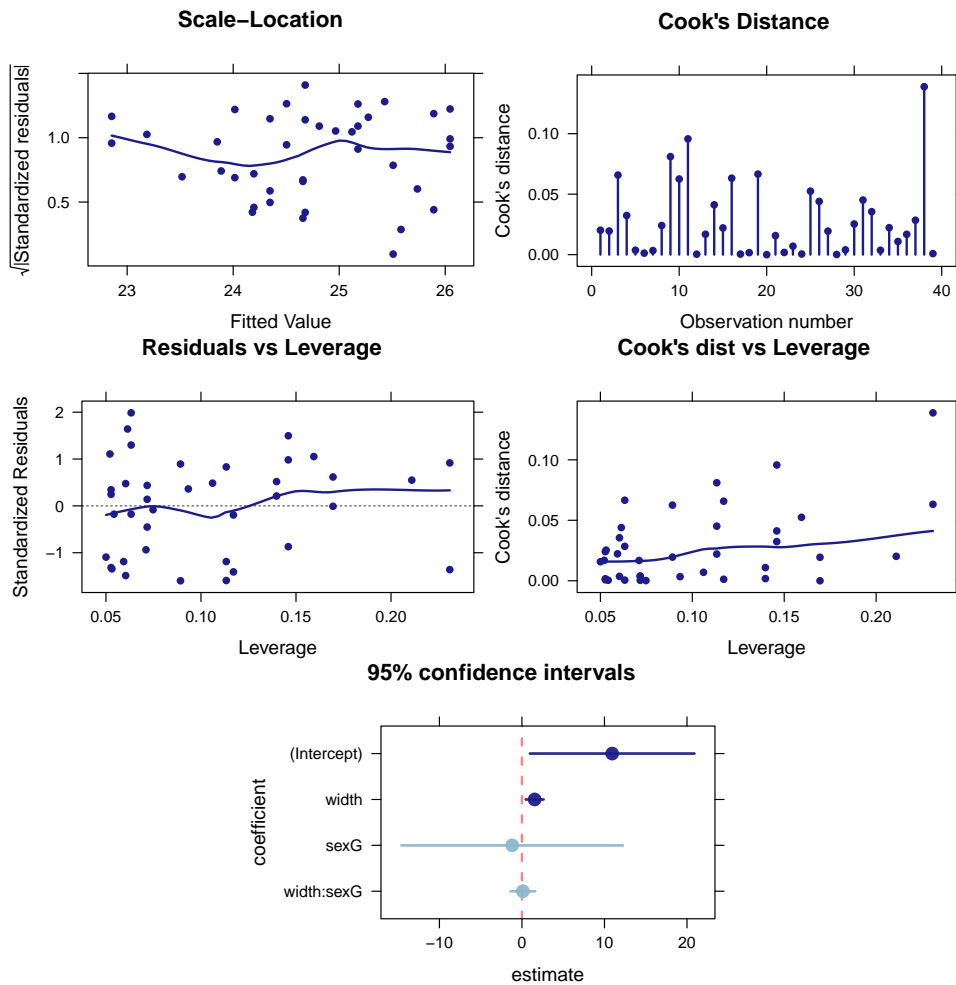 Scale−Location
√|Standardized residuals|
1.0
0.5
23 24 25 26
Fitted Value
Cook's Distance
Cook's distance
0.10
0.05
0.00
0 10 20 30 40
Observation number
Residuals vs Leverage
Standardized Residuals
2
1
0
−1
0.05 0.10 0.15 0.20
Leverage
Cook's dist vs Leverage
Cook's distance
0.10
0.05
0.00
0.05 0.10 0.15 0.20
Leverage
95% confidence intervals
coefficient
(Intercept)
width
sexG
width:sexG
−10 0 10 20
estimate